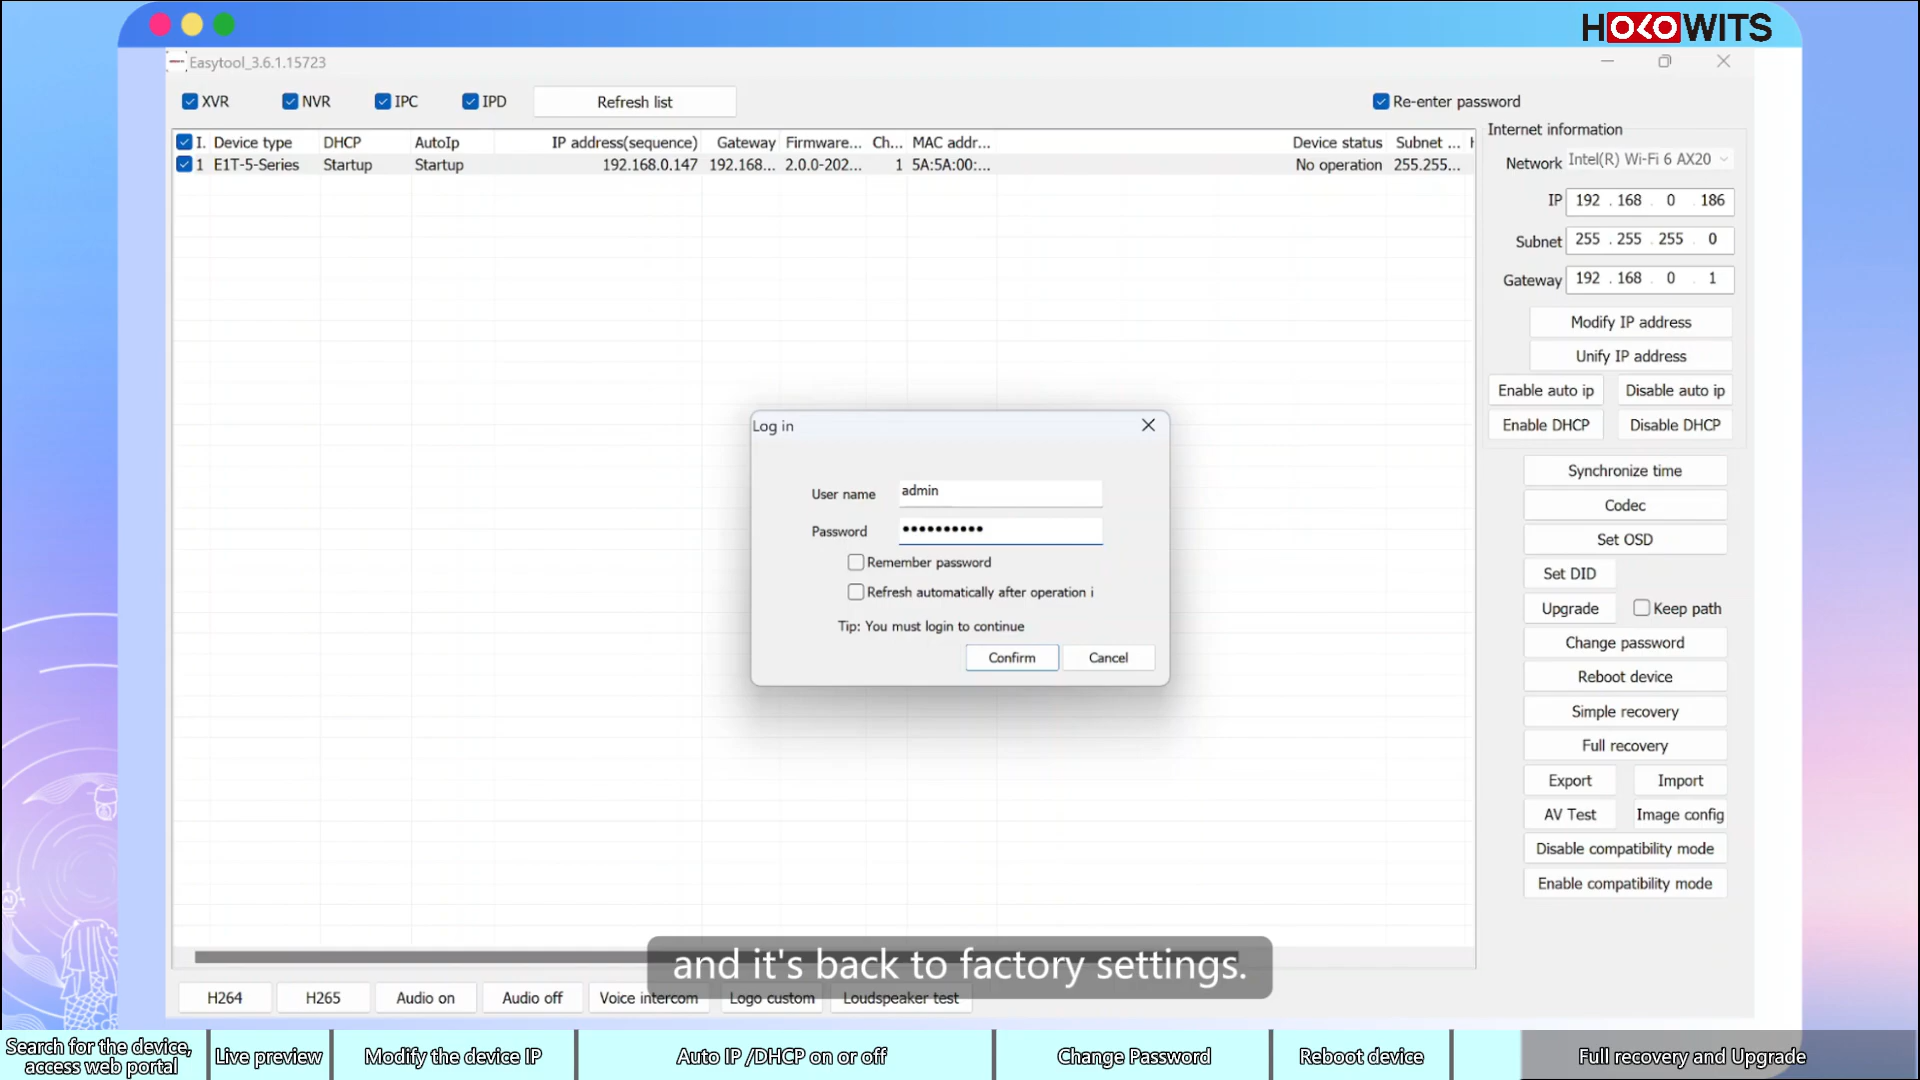 HOLOWITS
Easytool_3.6.1.15723
XVR NVR IPC IPD Refresh list Re-enter password
I. Device type DHCP AutoIp IP address(sequence) Gateway Firmware... Ch... MAC addr... Device status Subnet ...
1 E1T-5-Series Startup Startup 192.168.0.147 192.168... 2.0.0-202... 1 5A:5A:00:... No operation 255.255...
Internet information
Network Intel(R) Wi-Fi 6 AX20
IP 192 . 168 . 0 . 186
Subnet 255 . 255 . 255 . 0
Gateway 192 . 168 . 0 . 1
Modify IP address
Unify IP address
Enable auto ip Disable auto ip
Enable DHCP Disable DHCP
Synchronize time
Codec
Set OSD
Set DID
Upgrade Keep path
Change password
Reboot device
Simple recovery
Full recovery
Export Import
AV Test Image config
Disable compatibility mode
Enable compatibility mode
Log in
User name admin
Password ••••••••••
Remember password
Refresh automatically after operation i
Tip: You must login to continue
Confirm Cancel
and it's back to factory settings.
H264 H265 Audio on Audio off Voice intercom Logo custom Loudspeaker test
Search for the device,
access web portal
Live preview
Modify the device IP
Auto IP /DHCP on or off
Change Password
Reboot device
Full recovery and Upgrade